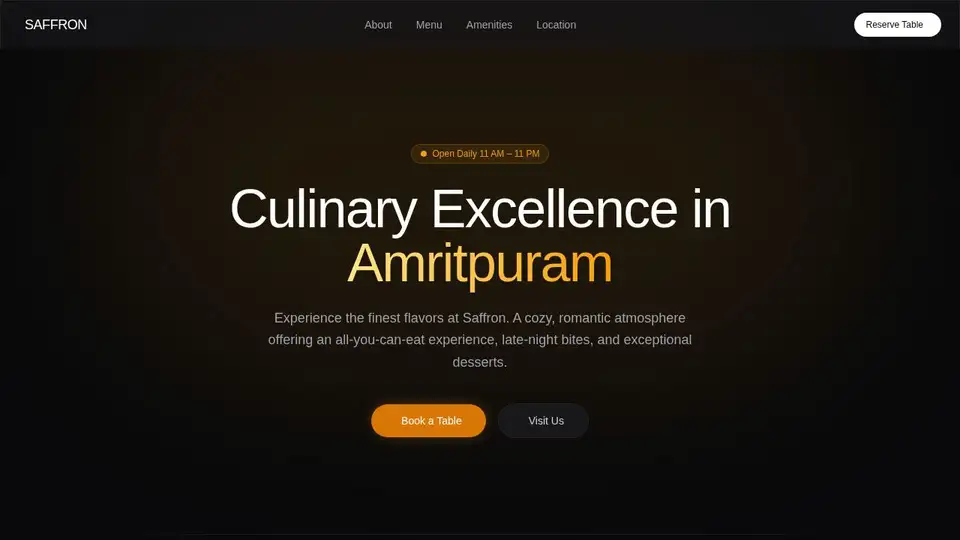 SAFFRON
About
Menu
Amenities
Location
Reserve Table
Open Daily 11 AM – 11 PM
Culinary Excellence in
Amritpuram
Experience the finest flavors at Saffron. A cozy, romantic atmosphere
offering an all-you-can-eat experience, late-night bites, and exceptional
desserts.
Book a Table
Visit Us